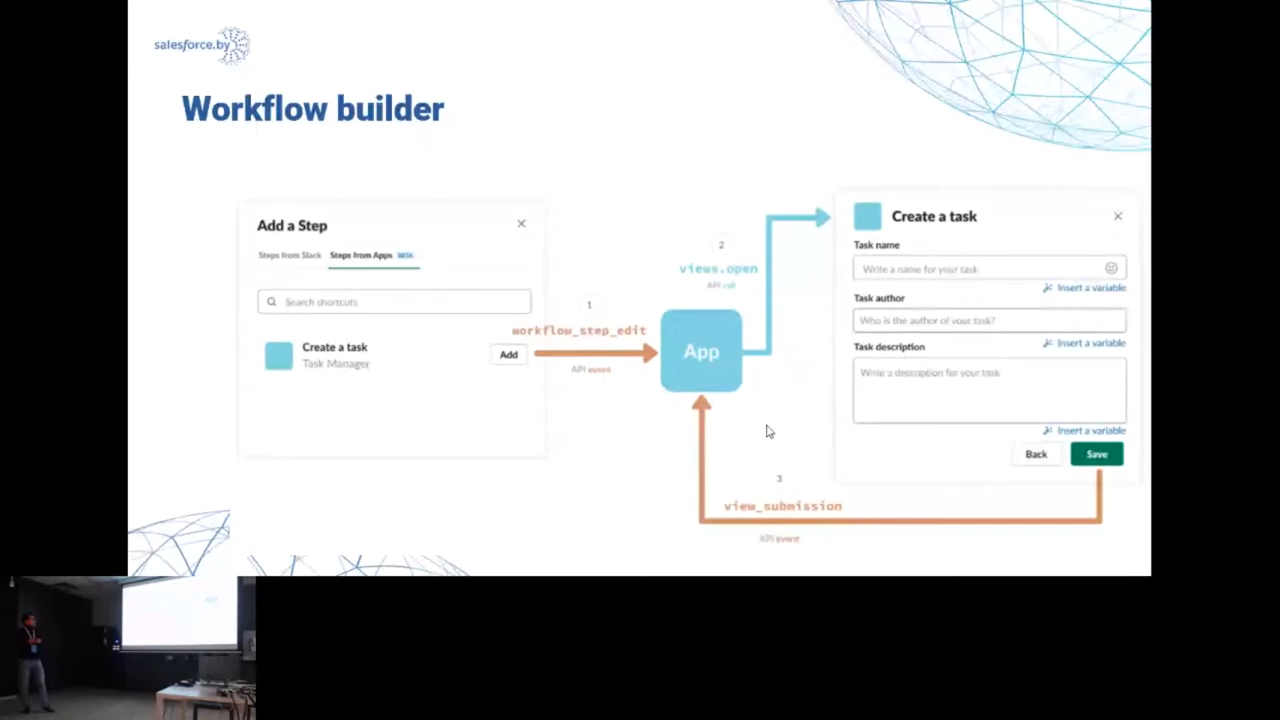 salesforce.by
Workflow builder
Add a Step
Steps from Slack Steps from Apps BETA
Search shortcuts
Create a task
Task Manager
Add
1
workflow_step_edit
API event
2
views.open
API call
App
3
view_submission
API event
Create a task
Task name
Write a name for your task
Insert a variable
Task author
Who is the author of your task?
Insert a variable
Task description
Write a description for your task
Insert a variable
Back Save